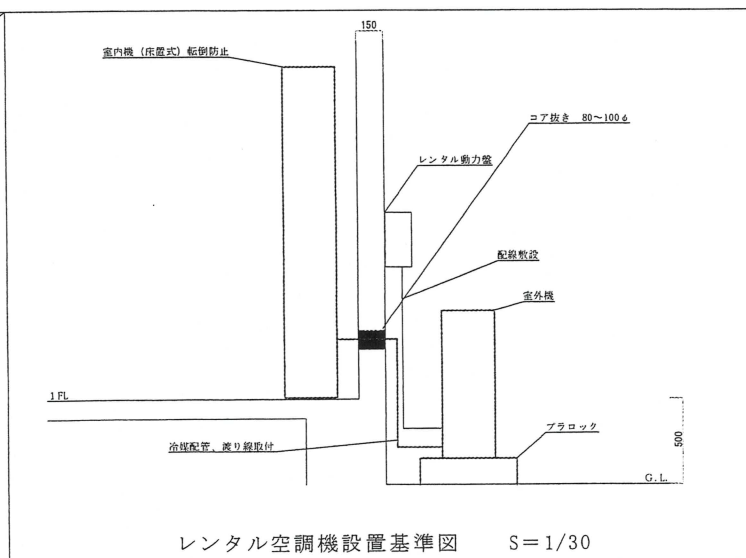 150
室内機（床置式）転倒防止
コア抜き 80～100φ
レンタル動力盤
配線敷設
室外機
1FL
プラロック
500
冷媒配管、渡り線取付
G.L.
レンタル空調機設置基準図 S=1/30